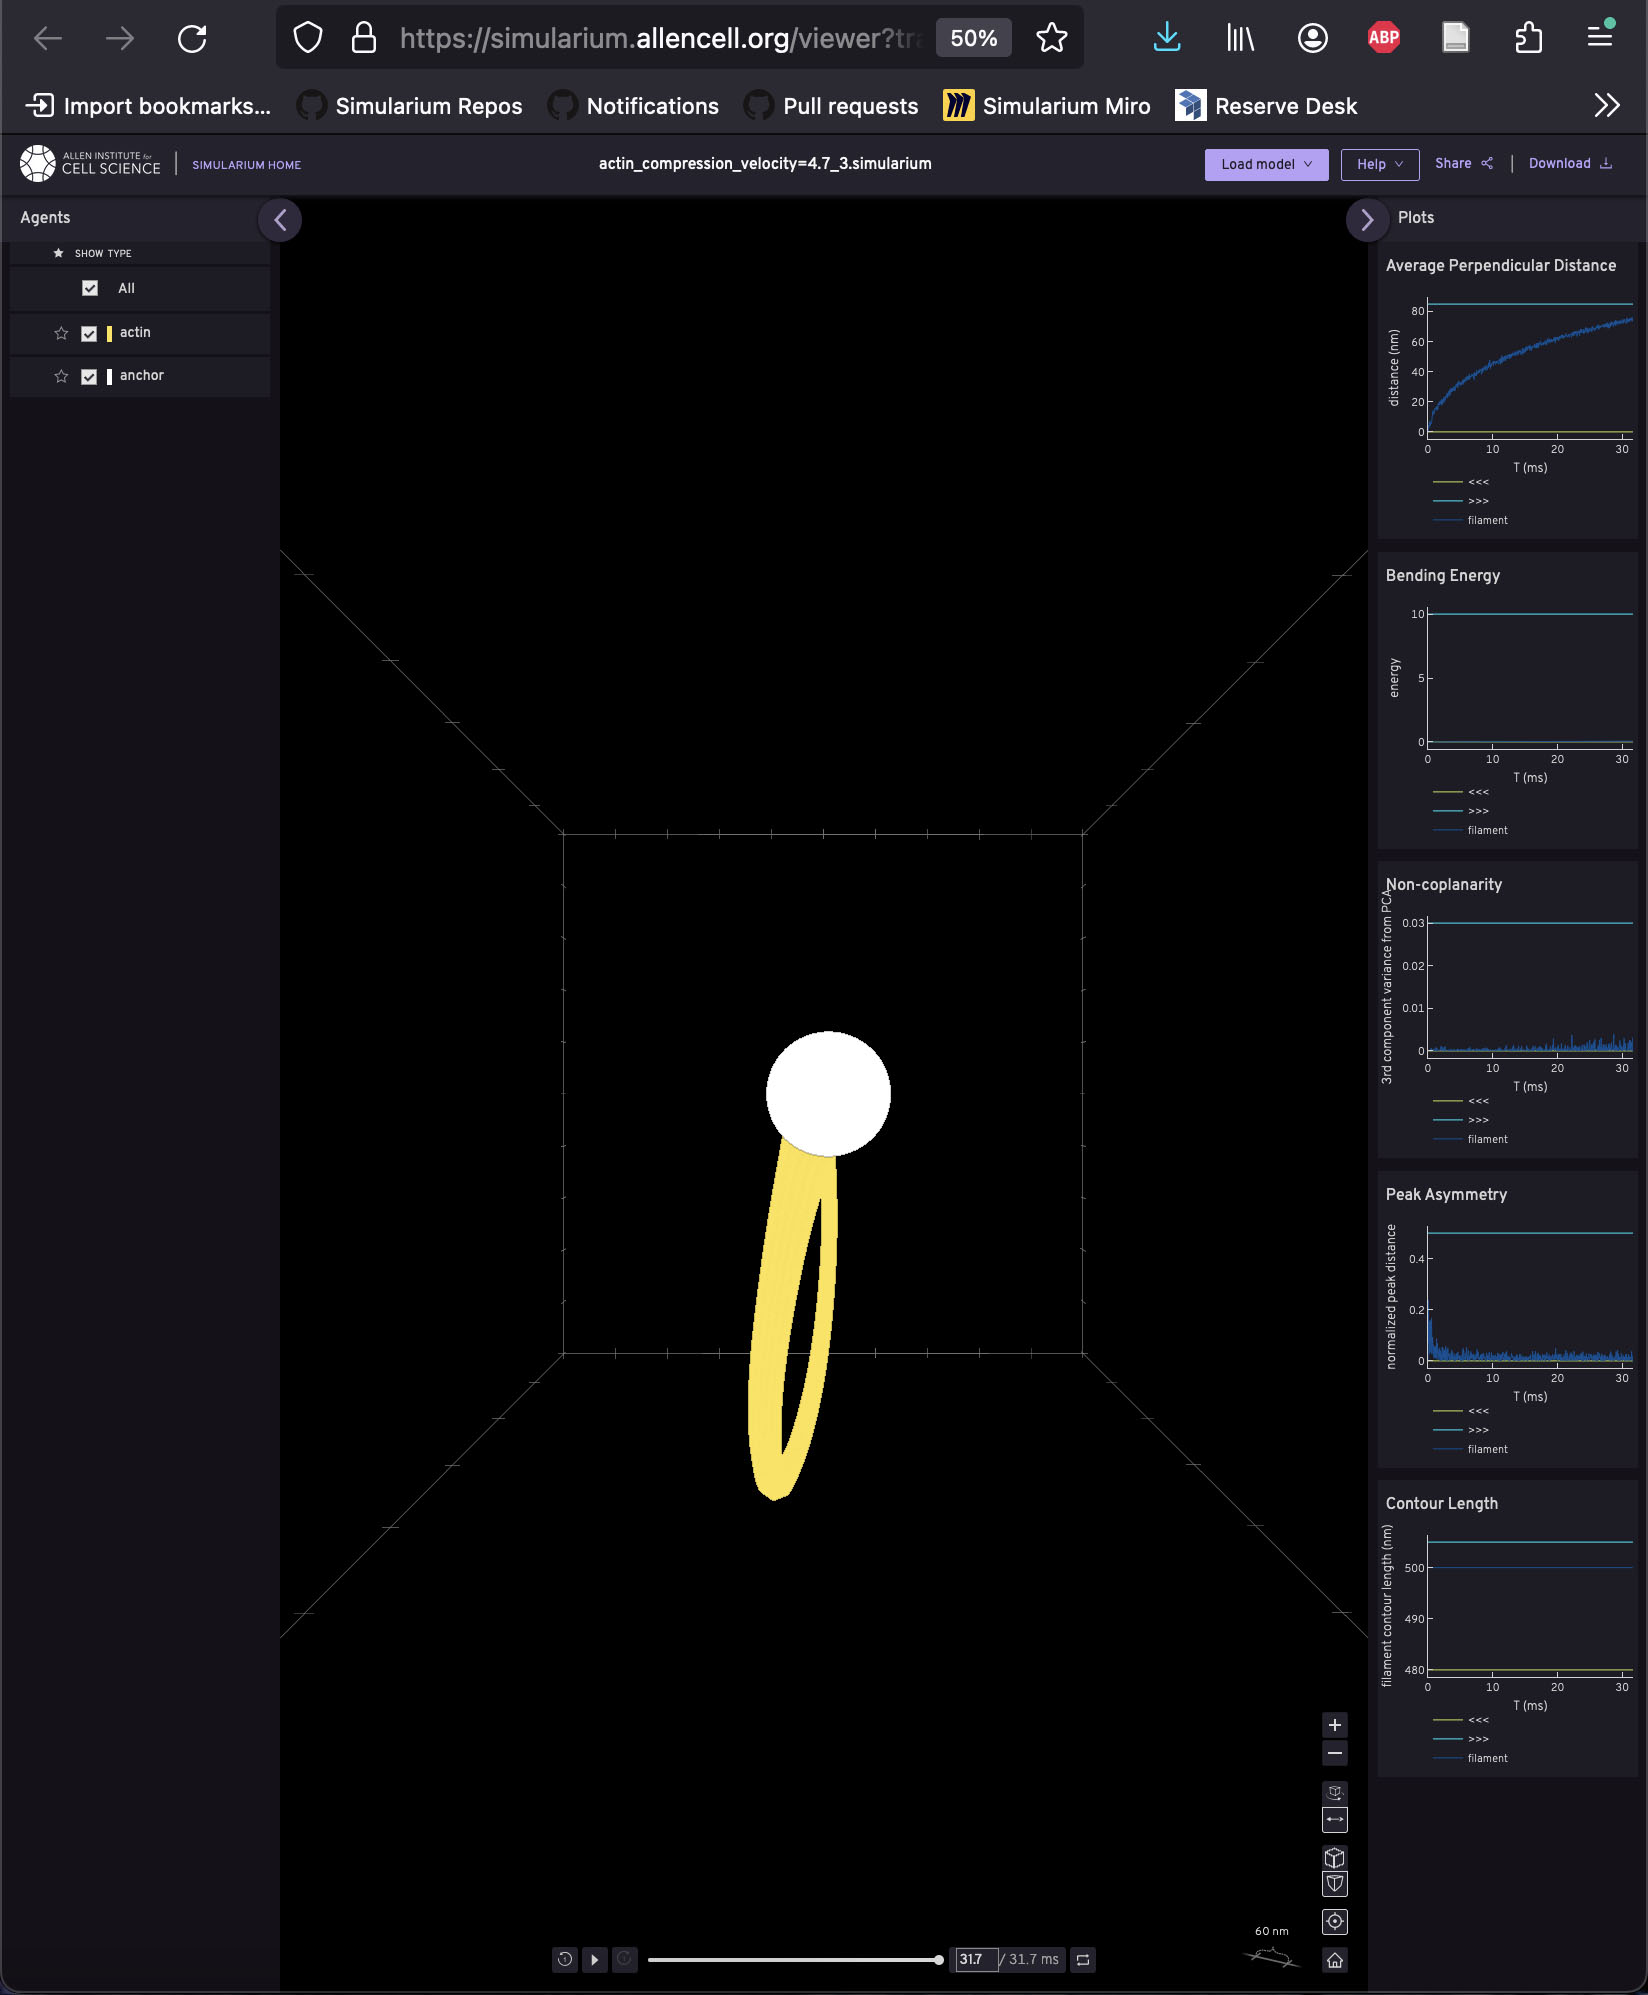 https://simularium.allencell.org/viewer?tra
50%
ABP
Import bookmarks...
Simularium Repos
Notifications
Pull requests
Simularium Miro
Reserve Desk
ALLEN INSTITUTE for
CELL SCIENCE
SIMULARIUM HOME
actin_compression_velocity=4.7_3.simularium
Load model
Help
Share
Download
Agents
SHOW TYPE
All
actin
anchor
Plots
Average Perpendicular Distance
distance (nm)
80
60
40
20
0
0 10 20 30
T (ms)
<<<
>>>
filament
Bending Energy
energy
10
5
0
0 10 20 30
T (ms)
<<<
>>>
filament
Non-coplanarity
3rd component variance from PCA
0.03
0.02
0.01
0
0 10 20 30
T (ms)
<<<
>>>
filament
Peak Asymmetry
normalized peak distance
0.4
0.2
0
0 10 20 30
T (ms)
<<<
>>>
filament
Contour Length
filament contour length (nm)
500
490
480
0 10 20 30
T (ms)
<<<
>>>
filament
60 nm
31.7 / 31.7 ms